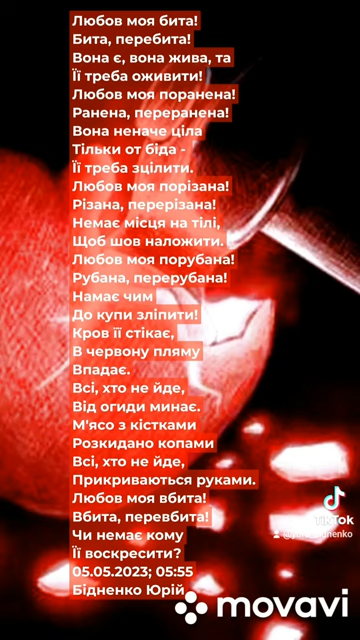 Любов моя бита!
Бита, перебита!
Вона є, вона жива, та
Її треба оживити!
Любов моя поранена!
Ранена, переранена!
Вона неначе ціла
Тільки от біда -
Її треба зцілити.
Любов моя порізана!
Різана, перерізана!
Немає місця на тілі,
Щоб шов наложити.
Любов моя порубана!
Рубана, перерубана!
Намає чим
До купи зліпити!
Кров її стікає,
В червону пляму
Впадає.
Всі, хто не йде,
Від огиди минає.
М'ясо з кістками
Розкидано копами
Всі, хто не йде,
Прикриваються руками.
Любов моя вбита!
Вбита, перевбита!
Чи немає кому
Її воскресити?
05.05.2023; 05:55
Бідненко Юрій
TikTok
movavi